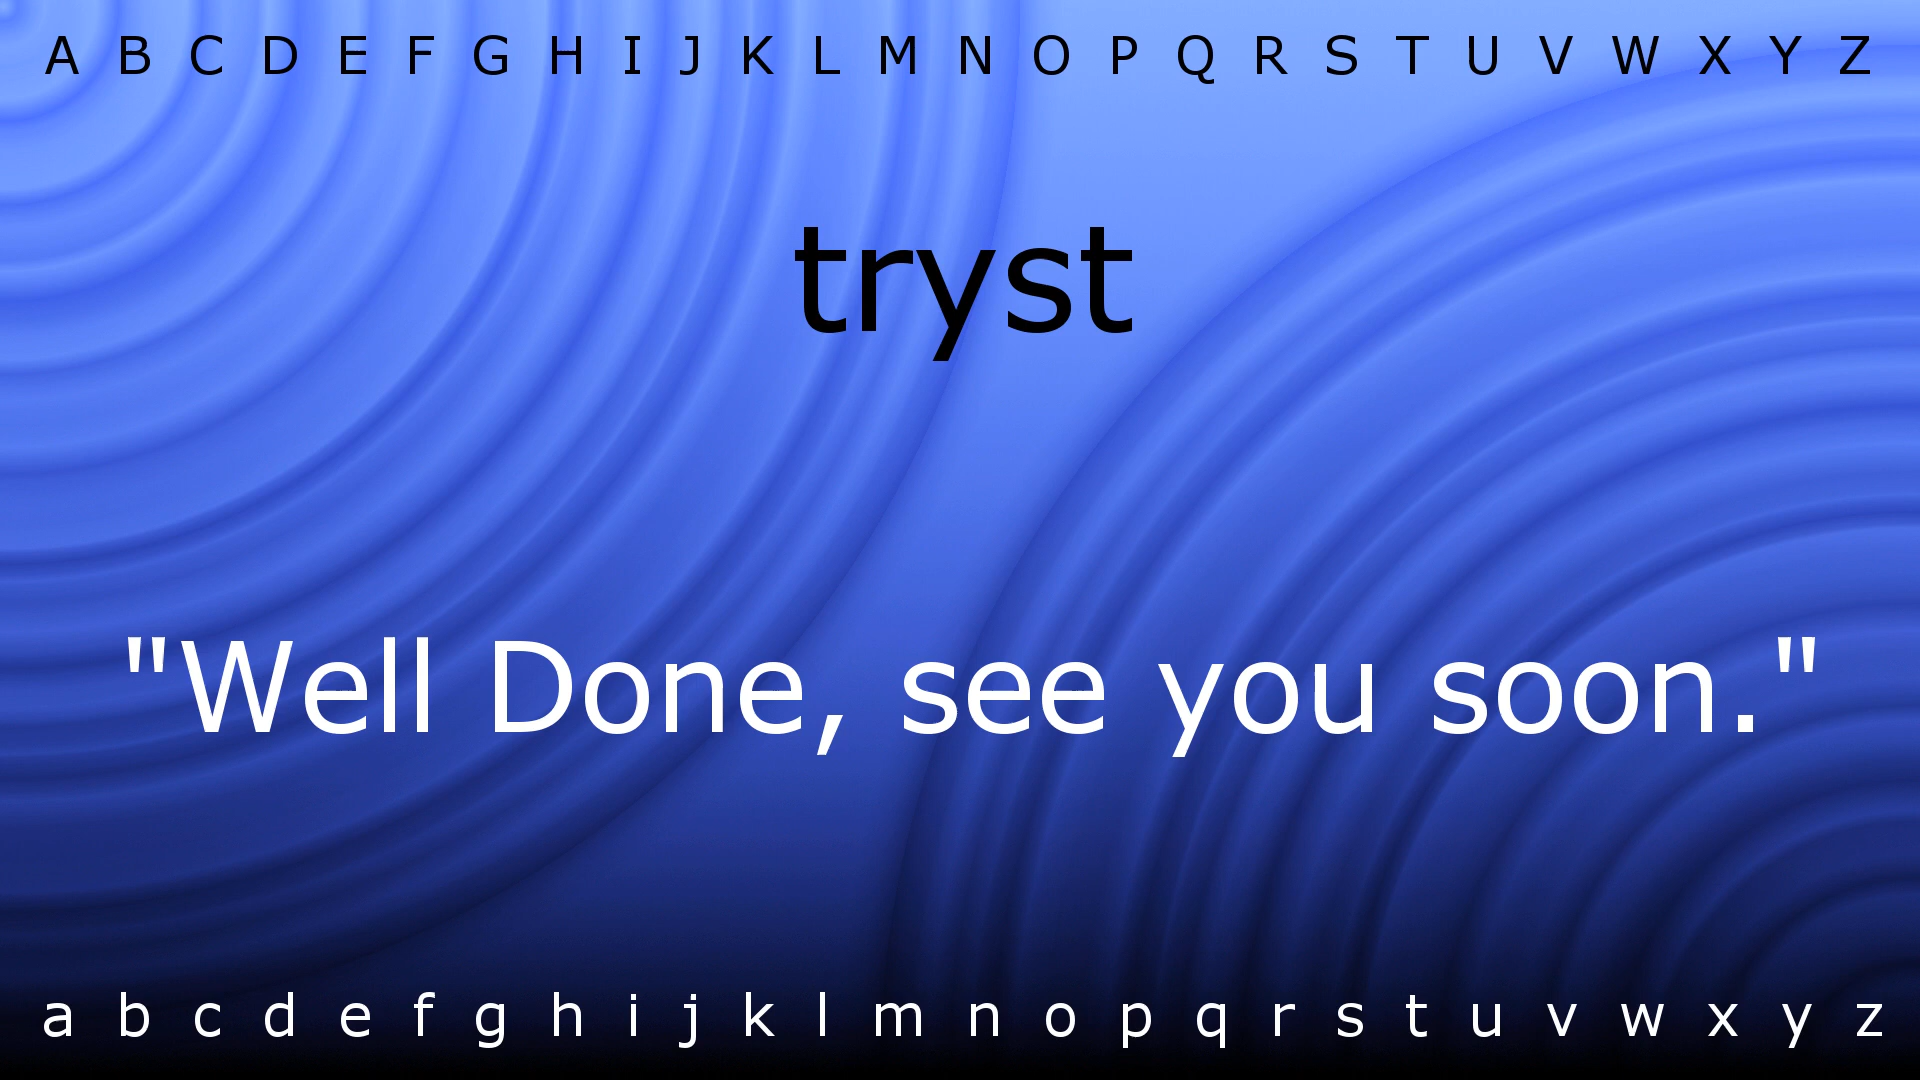 A B C D E F G H I J K L M N O P Q R S T U V W X Y Z
tryst
"Well Done, see you soon."
a b c d e f g h i j k l m n o p q r s t u v w x y z